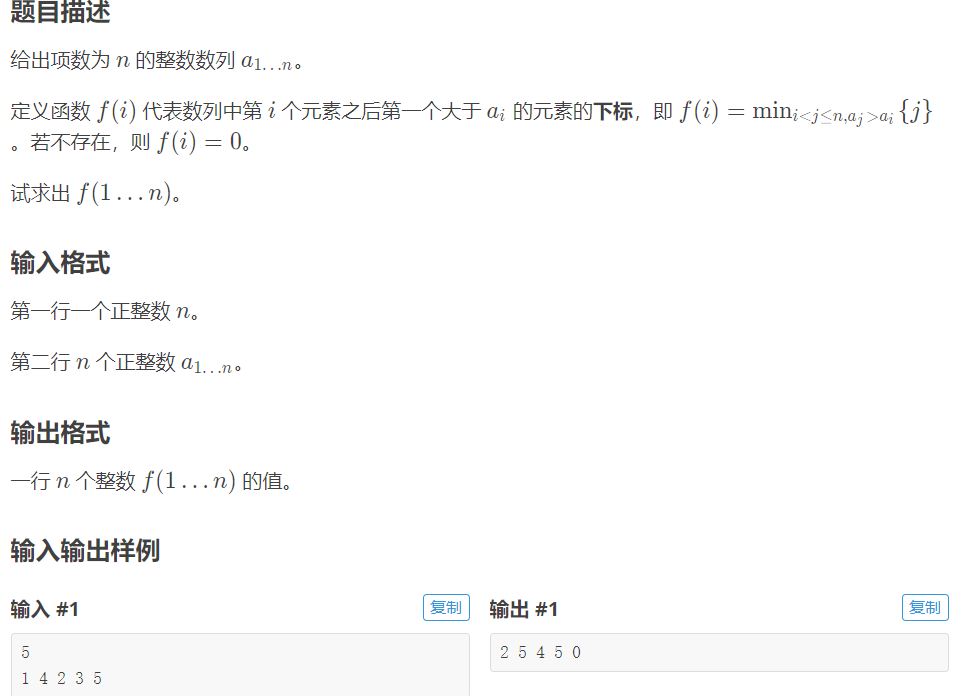 题目描述
给出项数为 n 的整数数列 a_{1…n}。
定义函数 f(i) 代表数列中第 i 个元素之后第一个大于 a_i 的元素的下标，即 f(i) = min_{i<j≤n,a_j>a_i}{j}
。若不存在，则 f(i) = 0。
试求出 f(1…n)。
输入格式
第一行一个正整数 n。
第二行 n 个正整数 a_{1…n}。
输出格式
一行 n 个整数 f(1…n) 的值。
输入输出样例
输入 #1 复制
5
1 4 2 3 5
输出 #1 复制
2 5 4 5 0